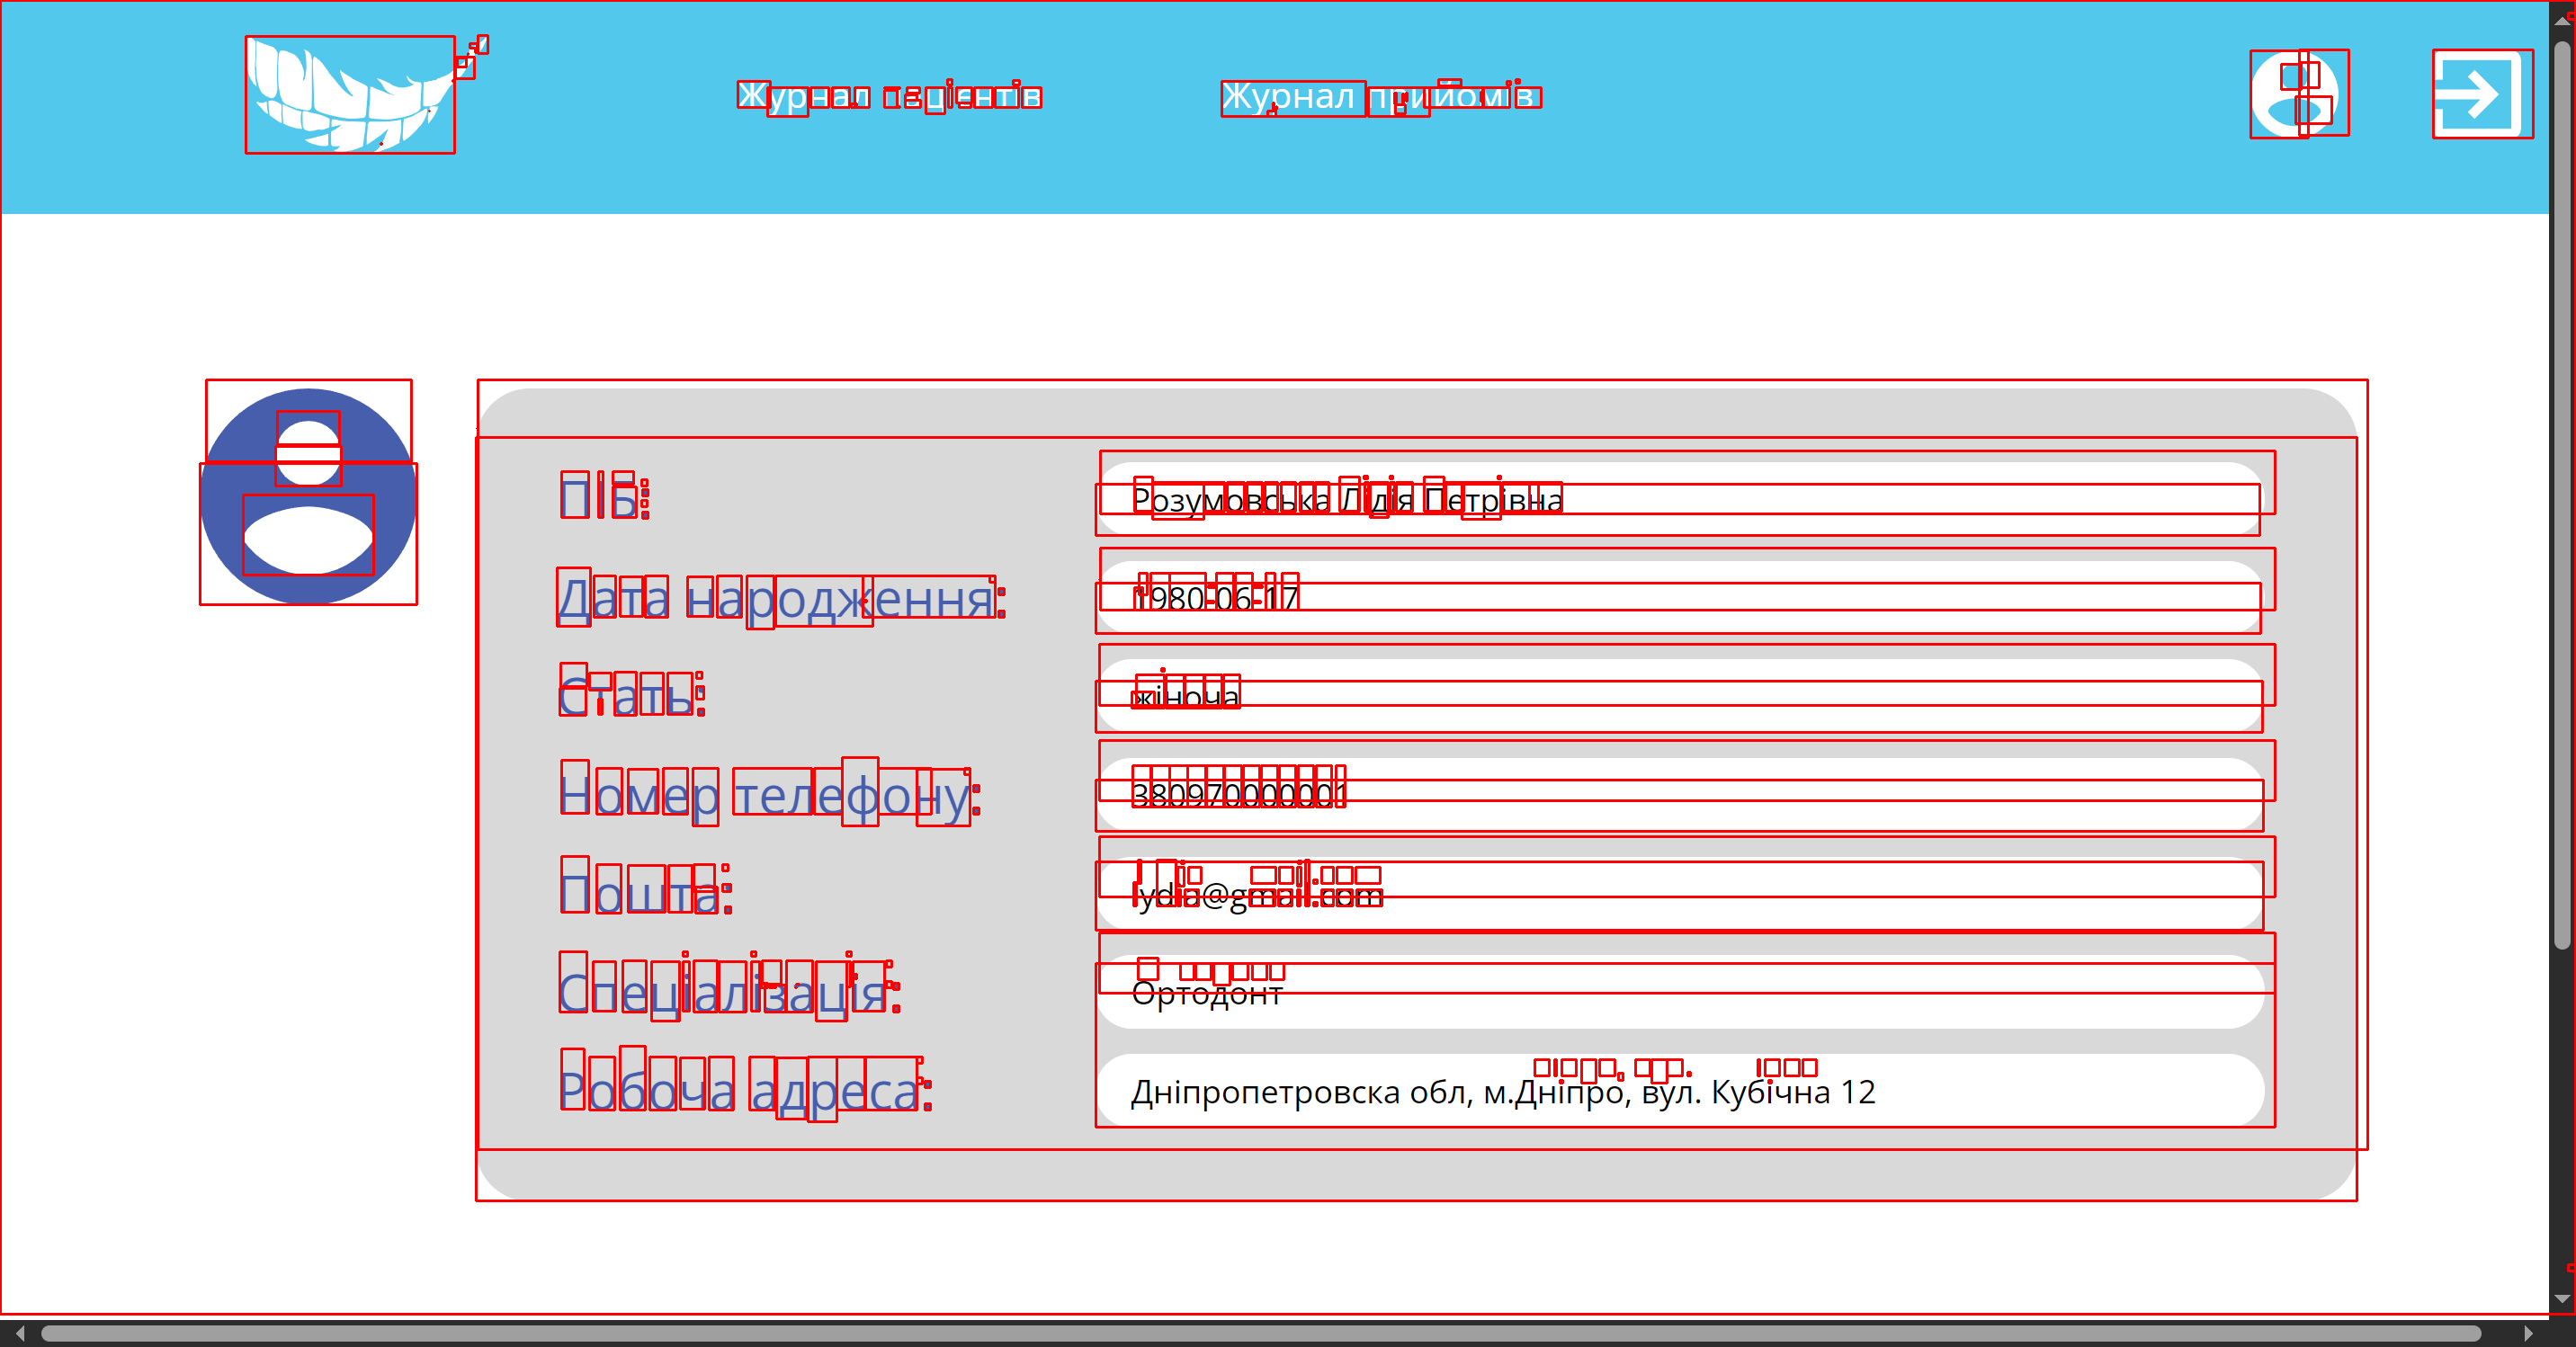 Журнал пацієнтів
Журнал прийомів
ПІБ: Розумовська Лідія Петрівна
Дата народження: 1980-06-17
Стать: жіноча
Номер телефону: 380970000001
Пошта: lydia@gmail.com
Спеціалізація: Ортодонт
Робоча адреса: Дніпропетровска обл, м.Дніпро, вул. Кубічна 12